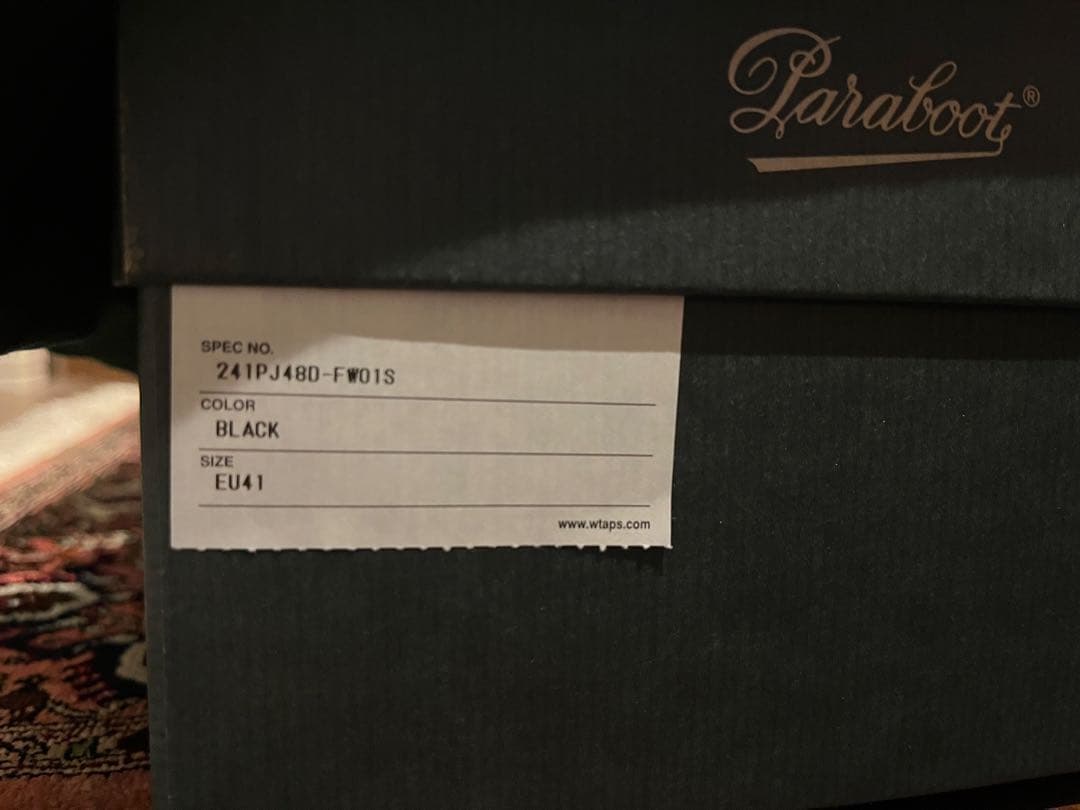 Paraboot®
SPEC NO.
241PJ48D-FW01S
COLOR
BLACK
SIZE
EU41
www.wtaps.com